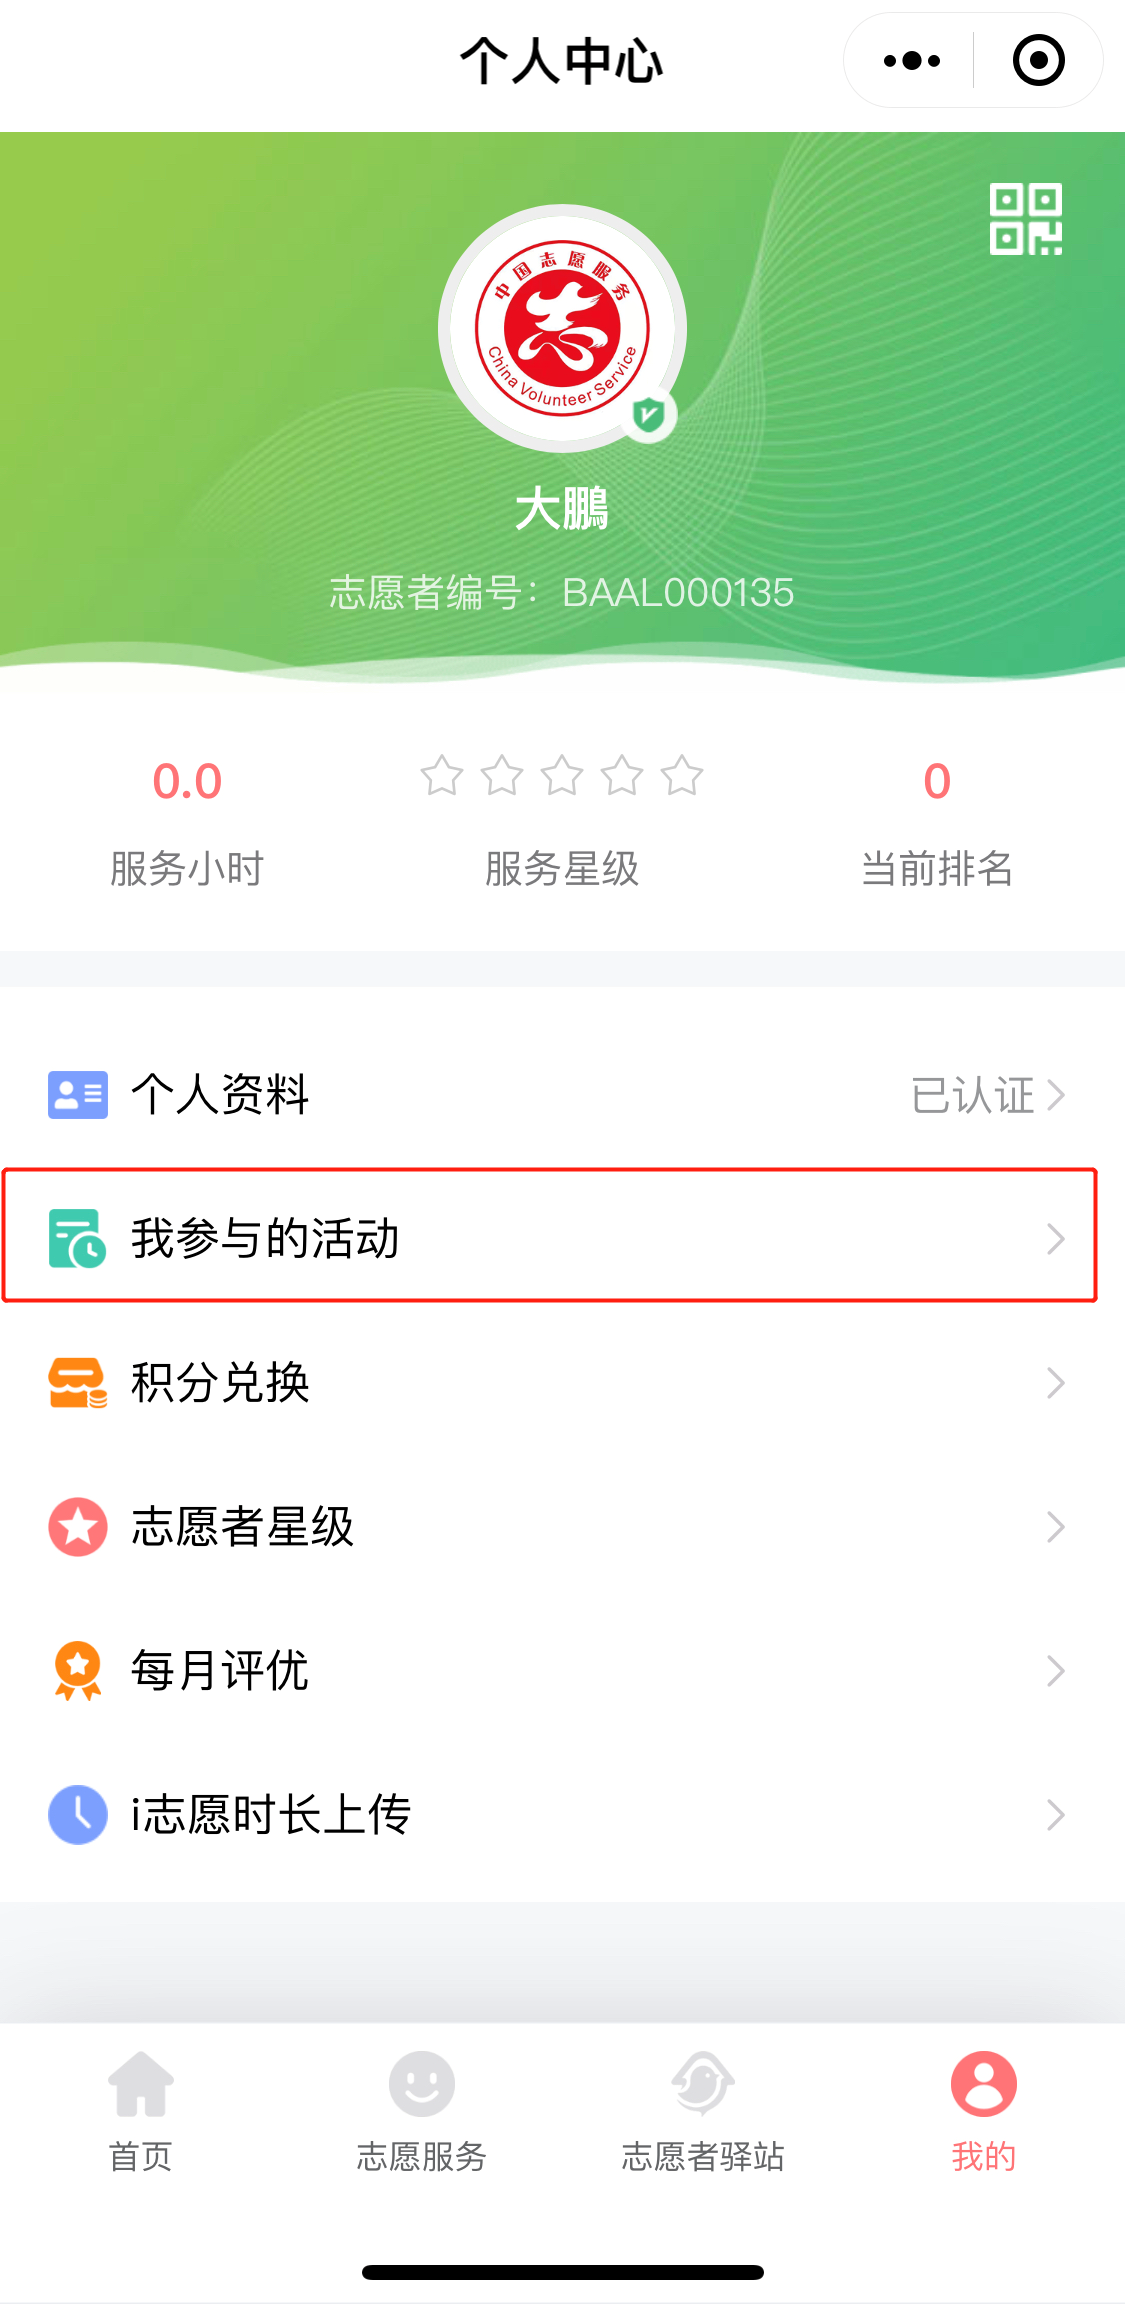 个人中心
中国志愿服务
China Volunteer Service
大鵬
志愿者编号：BAAL000135
0.0
0
服务小时
服务星级
当前排名
个人资料
已认证
我参与的活动
积分兑换
志愿者星级
每月评优
i志愿时长上传
首页
志愿服务
志愿者驿站
我的